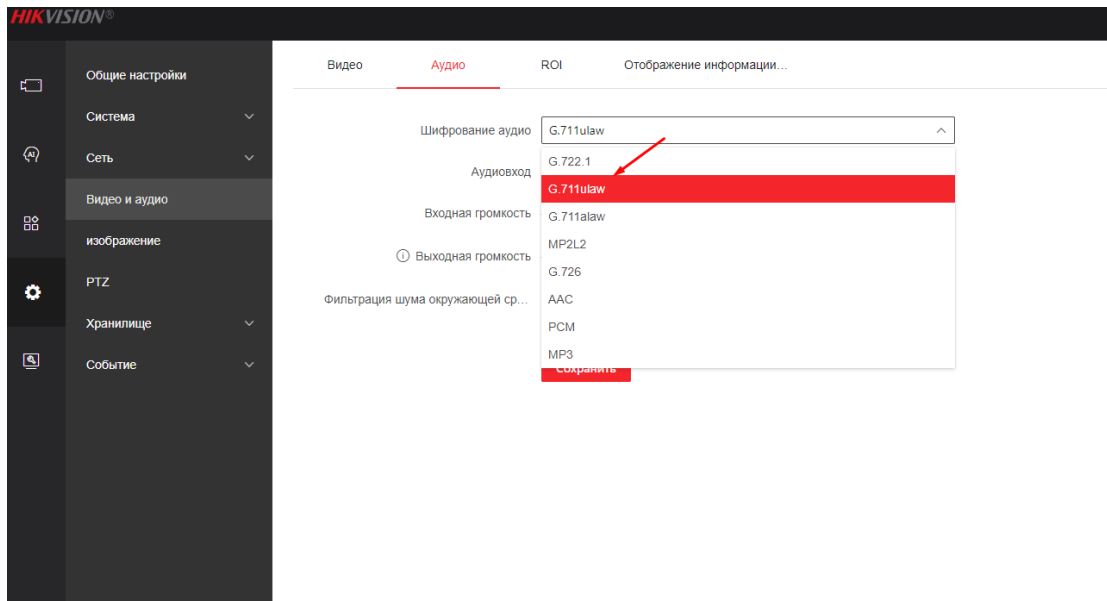 HIKVISION®
Общие настройки
Система
Сеть
Видео и аудио
изображение
PTZ
Хранилище
Событие
Видео Аудио ROI Отображение информации...
Шифрование аудио G.711ulaw
Аудиовход
Входная громкость
Выходная громкость
Фильтрация шума окружающей ср...
G.722.1
G.711ulaw
G.711alaw
MP2L2
G.726
AAC
PCM
MP3
Сохранить
AI